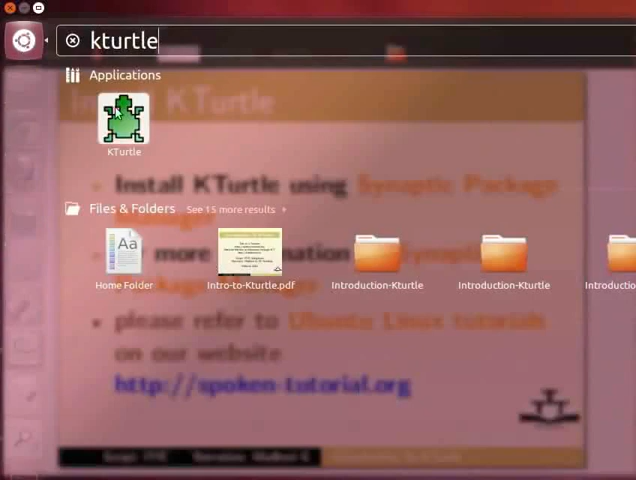 kturtle
Applications
Install KTurtle
KTurtle
Install KTurtle using Synaptic Package
Files & Folders See 15 more results
Home Folder
Intro-to-Kturtle.pdf
Introduction-Kturtle
Introduction-Kturtle
Introductio
please refer to Ubuntu Linux tutorials
on our website
http://spoken-tutorial.org